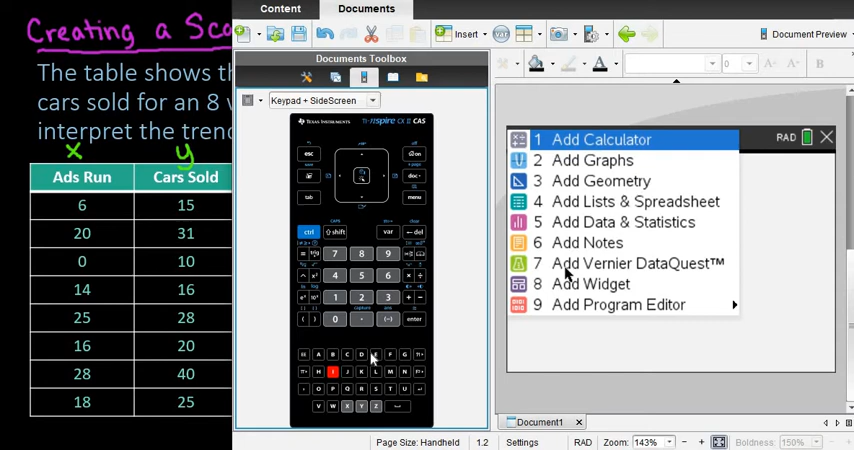 Creating a Sca
The table shows th
cars sold for an 8 w
interpret the trend
x y
Ads Run Cars Sold
6 15
20 31
0 10
14 16
25 28
16 20
28 40
18 25
Content Documents
Insert
Document Preview
Documents Toolbox
Keypad + SideScreen
TEXAS INSTRUMENTS TI-nspire CX II CAS
esc on
doc
tab menu
ctrl shift var del
7 8 9
4 5 6
1 2 3
0 . (−) enter
A B C D E F G
H I J K L M N
O P Q R S T U
V W X Y Z
0 0
B
RAD
1 Add Calculator
2 Add Graphs
3 Add Geometry
4 Add Lists & Spreadsheet
5 Add Data & Statistics
6 Add Notes
7 Add Vernier DataQuest™
8 Add Widget
9 Add Program Editor
Document1
Page Size: Handheld 1.2 Settings RAD Zoom: 143% Boldness: 150%